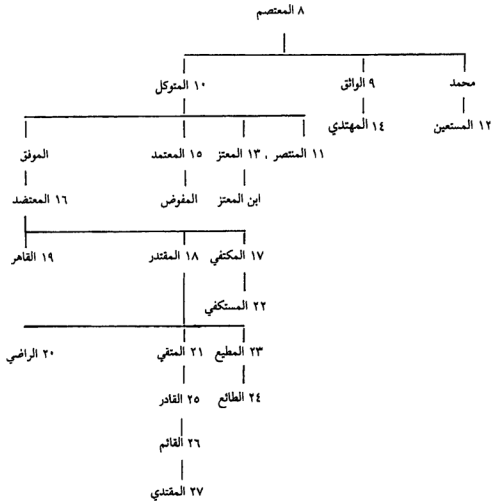 ٨ المعتصم
١٠ المتوكل ٩ الواثق محمد
١٤ المهتدي ١٢ المستعين
الموفق ١٥ المعتمد ١٣ المعتز ، ١١ المنتصر
١٦ المعتضد المفوض ابن المعتز
١٩ القاهر ١٨ المقتدر ١٧ المكتفي
٢٢ المستكفي
٢٠ الراضي ٢١ المتقي ٢٣ المطيع
٢٥ القادر ٢٤ الطائع
٢٦ القائم
٢٧ المقتدي